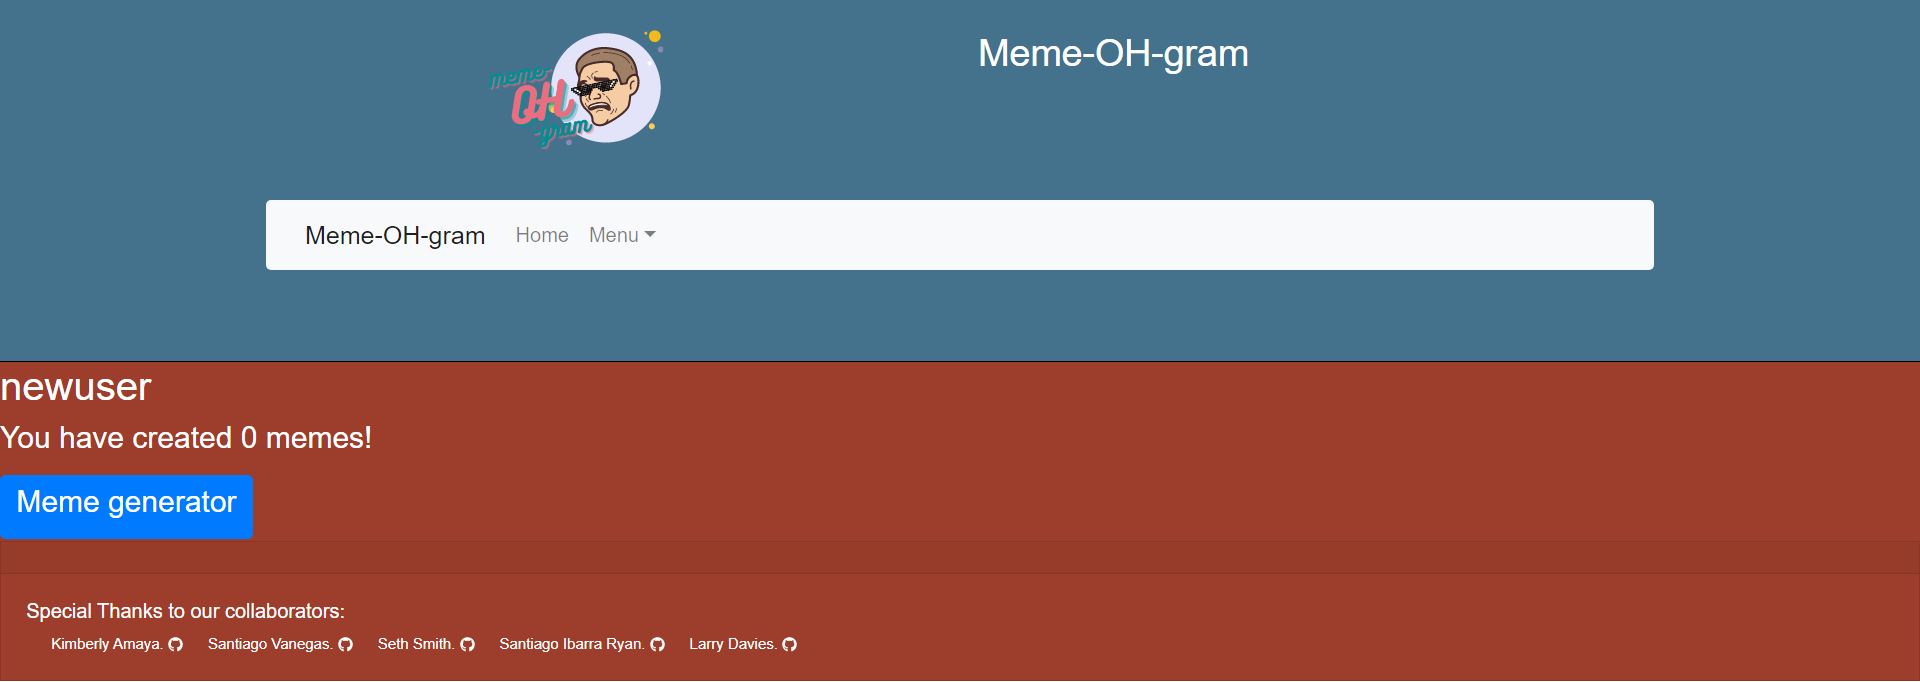 meme-
OH
-gram
Meme-OH-gram
Meme-OH-gram Home Menu
newuser
You have created 0 memes!
Meme generator
Special Thanks to our collaborators:
Kimberly Amaya. Santiago Vanegas. Seth Smith. Santiago Ibarra Ryan. Larry Davies.